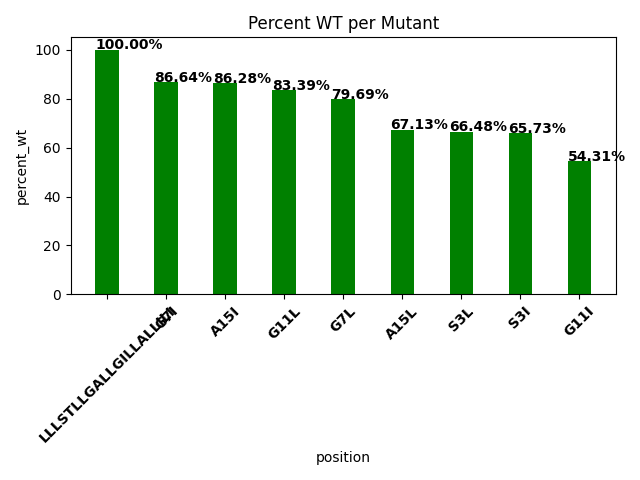 Percent WT per Mutant
percent_wt
100
80
60
40
20
0
100.00%
86.64%
86.28%
83.39%
79.69%
67.13%
66.48%
65.73%
54.31%
G7I
A15I
G11L
G7L
A15L
S3L
S3I
G11I
position